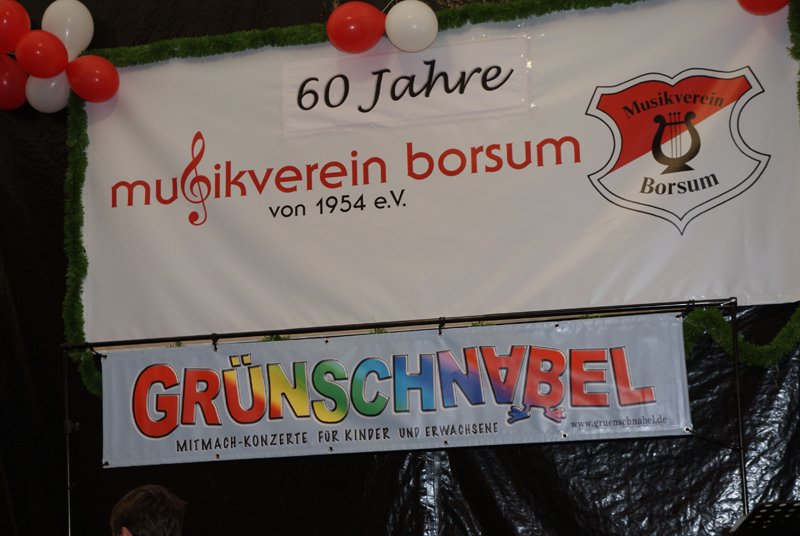 60 Jahre
musikverein borsum
von 1954 e.V.
Musikverein
Borsum
GRÜNSCHNABEL
MITMACH-KONZERTE FÜR KINDER UND ERWACHSENE
www.gruenschnabel.de